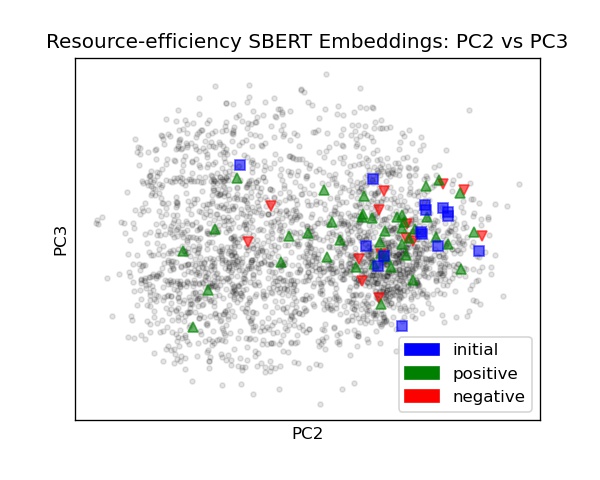 Resource-efficiency SBERT Embeddings: PC2 vs PC3
PC3
initial
positive
negative
PC2